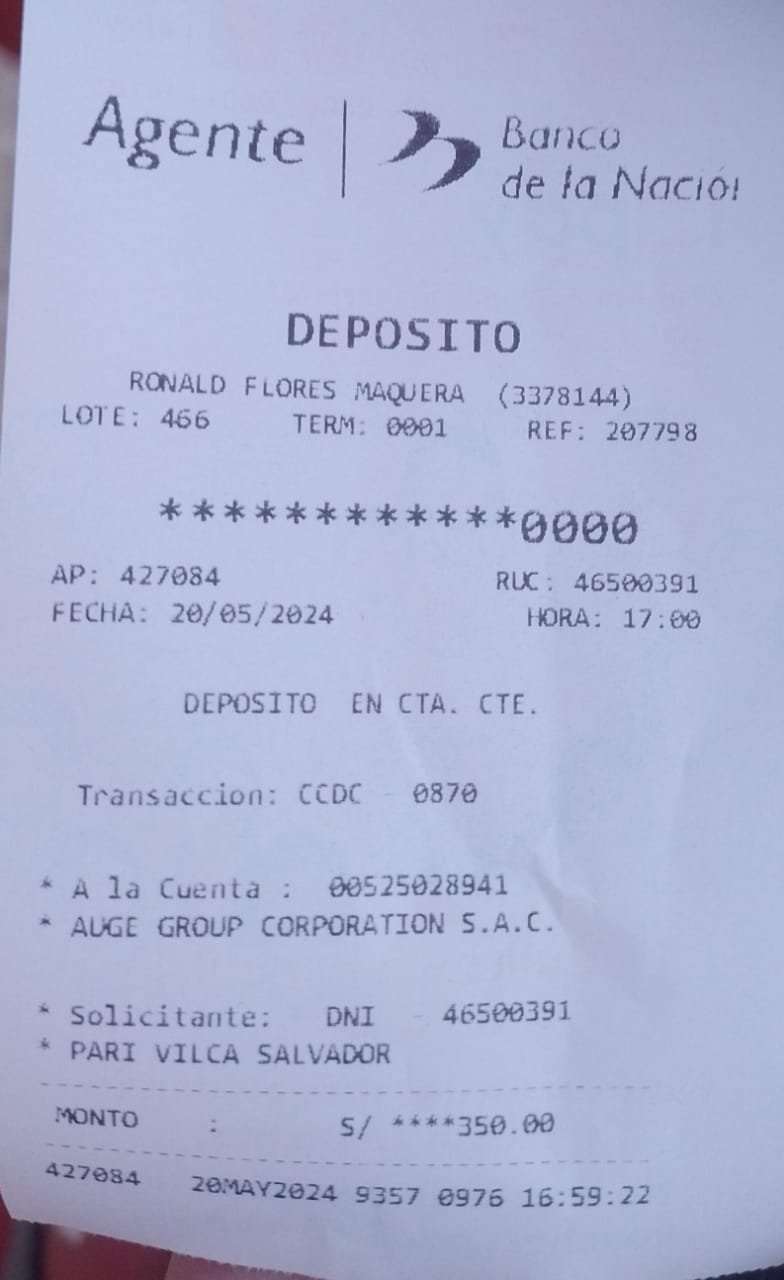 Agente | Banco
de la Nación
DEPOSITO
RONALD FLORES MAQUERA (3378144)
LOTE: 466 TERM: 0001 REF: 207798
************0000
AP: 427084 RUC: 46500391
FECHA: 20/05/2024 HORA: 17:00
DEPOSITO EN CTA. CTE.
Transaccion: CCDC - 0870
* A la Cuenta : 00525028941
* AUGE GROUP CORPORATION S.A.C.
* Solicitante: DNI - 46500391
* PARI VILCA SALVADOR
MONTO : S/ ****350.00
427084 20MAY2024 9357 0976 16:59:22